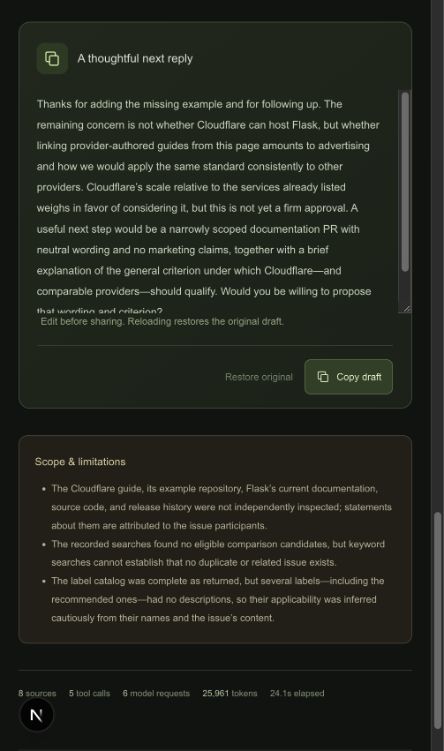 A thoughtful next reply
Thanks for adding the missing example and for following up. The
remaining concern is not whether Cloudflare can host Flask, but whether
linking provider-authored guides from this page amounts to advertising
and how we would apply the same standard consistently to other
providers. Cloudflare's scale relative to the services already listed
weighs in favor of considering it, but this is not yet a firm approval. A
useful next step would be a narrowly scoped documentation PR with
neutral wording and no marketing claims, together with a brief
explanation of the general criterion under which Cloudflare—and
comparable providers—should qualify. Would you be willing to propose
that wording and criterion?
Edit before sharing. Reloading restores the original draft.
Restore original
Copy draft
Scope & limitations
• The Cloudflare guide, its example repository, Flask's current documentation,
source code, and release history were not independently inspected; statements
about them are attributed to the issue participants.
• The recorded searches found no eligible comparison candidates, but keyword
searches cannot establish that no duplicate or related issue exists.
• The label catalog was complete as returned, but several labels—including the
recommended ones—had no descriptions, so their applicability was inferred
cautiously from their names and the issue's content.
8 sources 5 tool calls 6 model requests 25,961 tokens 24.1s elapsed
N